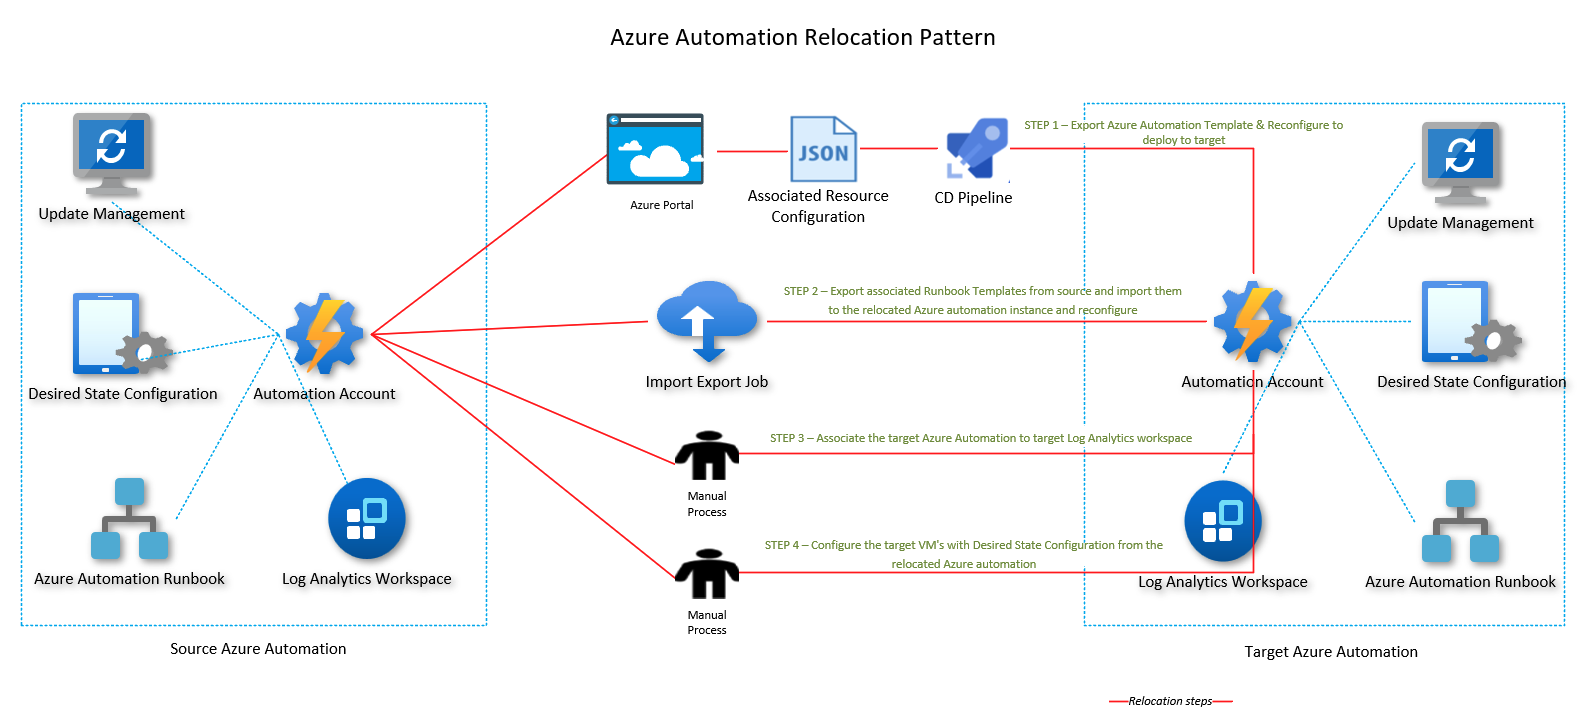 Azure Automation Relocation Pattern
Update Management
Desired State Configuration
Automation Account
Azure Automation Runbook
Log Analytics Workspace
Source Azure Automation
Azure Portal
JSON
Associated Resource
Configuration
CD Pipeline
STEP 1 – Export Azure Automation Template & Reconfigure to
deploy to target
Import Export Job
STEP 2 – Export associated Runbook Templates from source and import them
to the relocated Azure automation instance and reconfigure
Manual
Process
STEP 3 – Associate the target Azure Automation to target Log Analytics workspace
Manual
Process
STEP 4 – Configure the target VM's with Desired State Configuration from the
relocated Azure automation
Update Management
Automation Account
Desired State Configuration
Log Analytics Workspace
Azure Automation Runbook
Target Azure Automation
Relocation steps